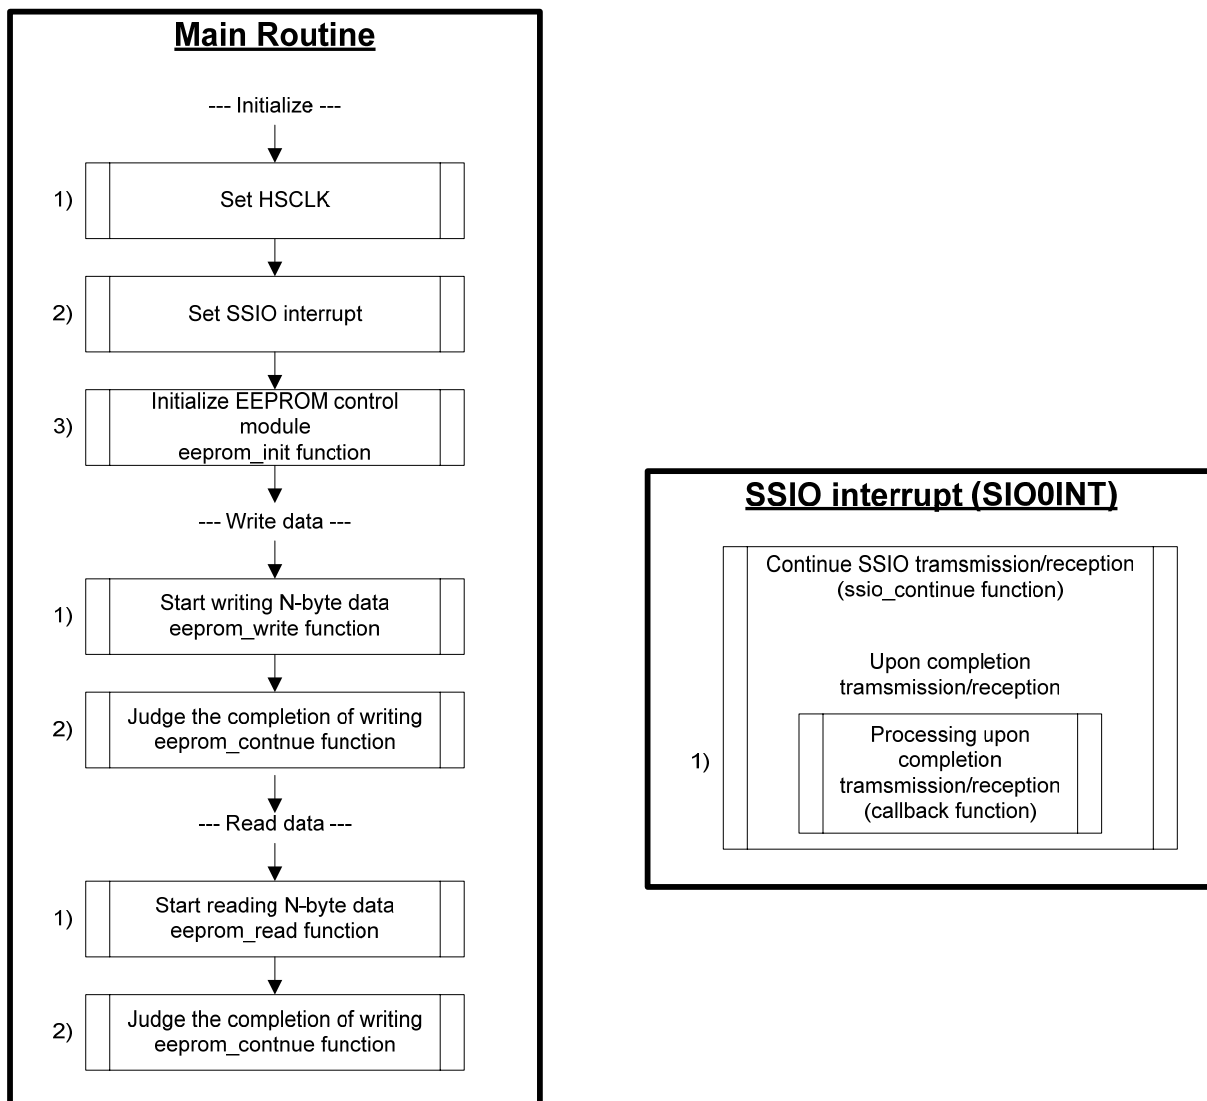 Main Routine
--- Initialize ---
1)
Set HSCLK
2)
Set SSIO interrupt
3)
Initialize EEPROM control
module
eeprom_init function
--- Write data ---
1)
Start writing N-byte data
eeprom_write function
2)
Judge the completion of writing
eeprom_contnue function
--- Read data ---
1)
Start reading N-byte data
eeprom_read function
2)
Judge the completion of writing
eeprom_contnue function
SSIO interrupt (SIO0INT)
Continue SSIO tramsmission/reception
(ssio_continue function)
Upon completion
tramsmission/reception
1)
Processing upon
completion
tramsmission/reception
(callback function)